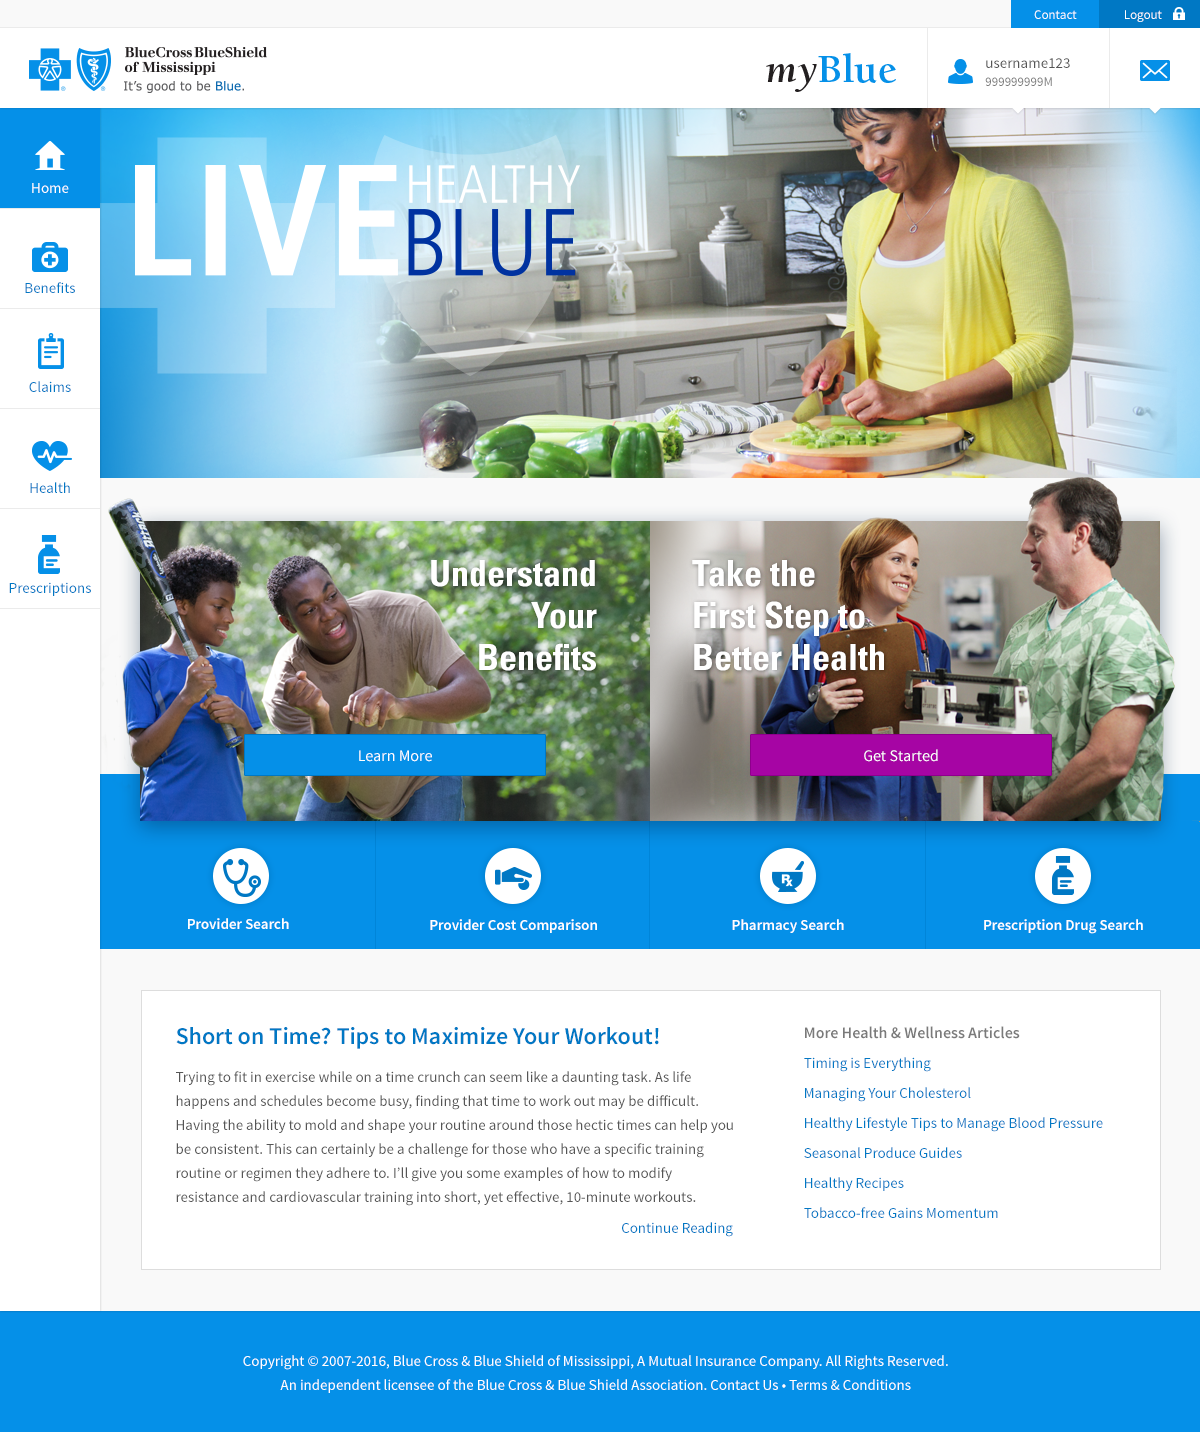 Contact
Logout
BlueCross BlueShield
of Mississippi
It's good to be Blue.
myBlue
username123
999999999M
Home
Benefits
Claims
Health
Prescriptions
LIVE HEALTHY
BLUE
Understand
Your
Benefits
Learn More
Take the
First Step to
Better Health
Get Started
Provider Search
Provider Cost Comparison
Rx
Pharmacy Search
Prescription Drug Search
Short on Time? Tips to Maximize Your Workout!
Trying to fit in exercise while on a time crunch can seem like a daunting task. As life
happens and schedules become busy, finding that time to work out may be difficult.
Having the ability to mold and shape your routine around those hectic times can help you
be consistent. This can certainly be a challenge for those who have a specific training
routine or regimen they adhere to. I'll give you some examples of how to modify
resistance and cardiovascular training into short, yet effective, 10-minute workouts.
Continue Reading
More Health & Wellness Articles
Timing is Everything
Managing Your Cholesterol
Healthy Lifestyle Tips to Manage Blood Pressure
Seasonal Produce Guides
Healthy Recipes
Tobacco-free Gains Momentum
Copyright © 2007-2016, Blue Cross & Blue Shield of Mississippi, A Mutual Insurance Company. All Rights Reserved.
An independent licensee of the Blue Cross & Blue Shield Association. Contact Us • Terms & Conditions